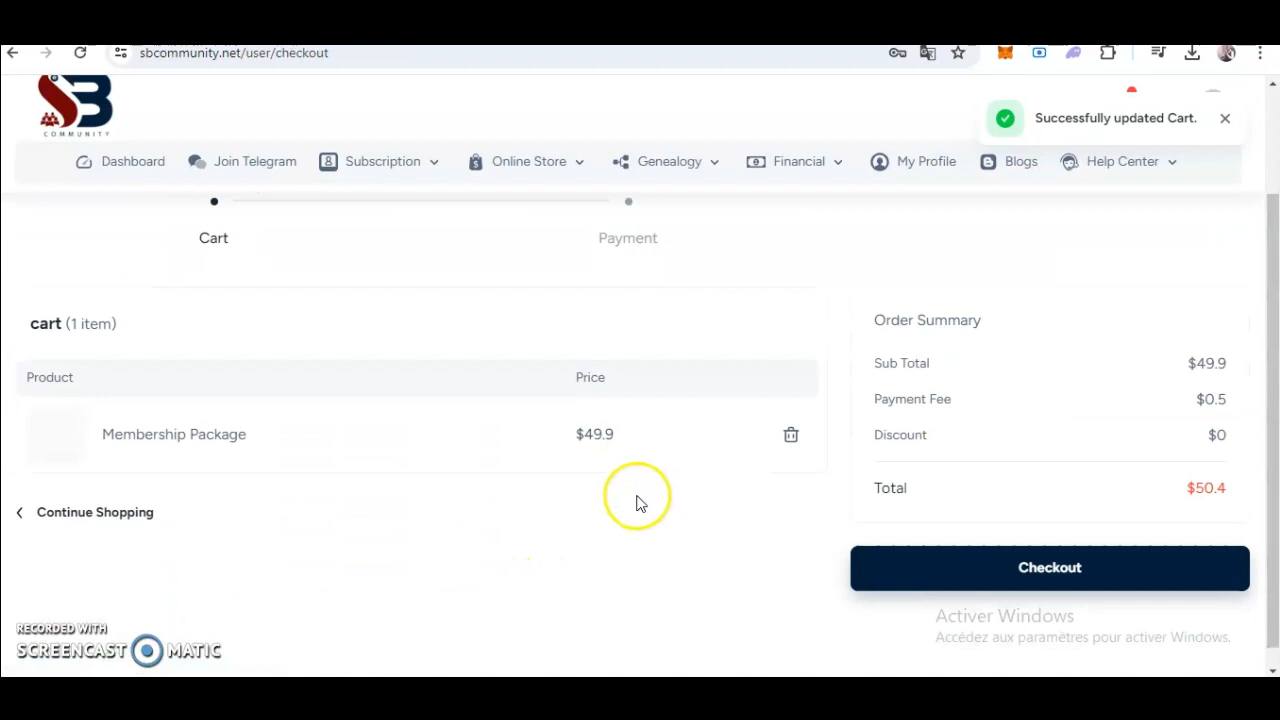 sbcommunity.net/user/checkout
SB
COMMUNITY
Successfully updated Cart.
Dashboard Join Telegram Subscription Online Store Genealogy Financial My Profile Blogs Help Center
Cart Payment
cart (1 item)
Product Price
Membership Package $49.9
Continue Shopping
Order Summary
Sub Total $49.9
Payment Fee $0.5
Discount $0
Total $50.4
Checkout
Activer Windows
Accédez aux paramètres pour activer Windows.
RECORDED WITH
SCREENCAST MATIC